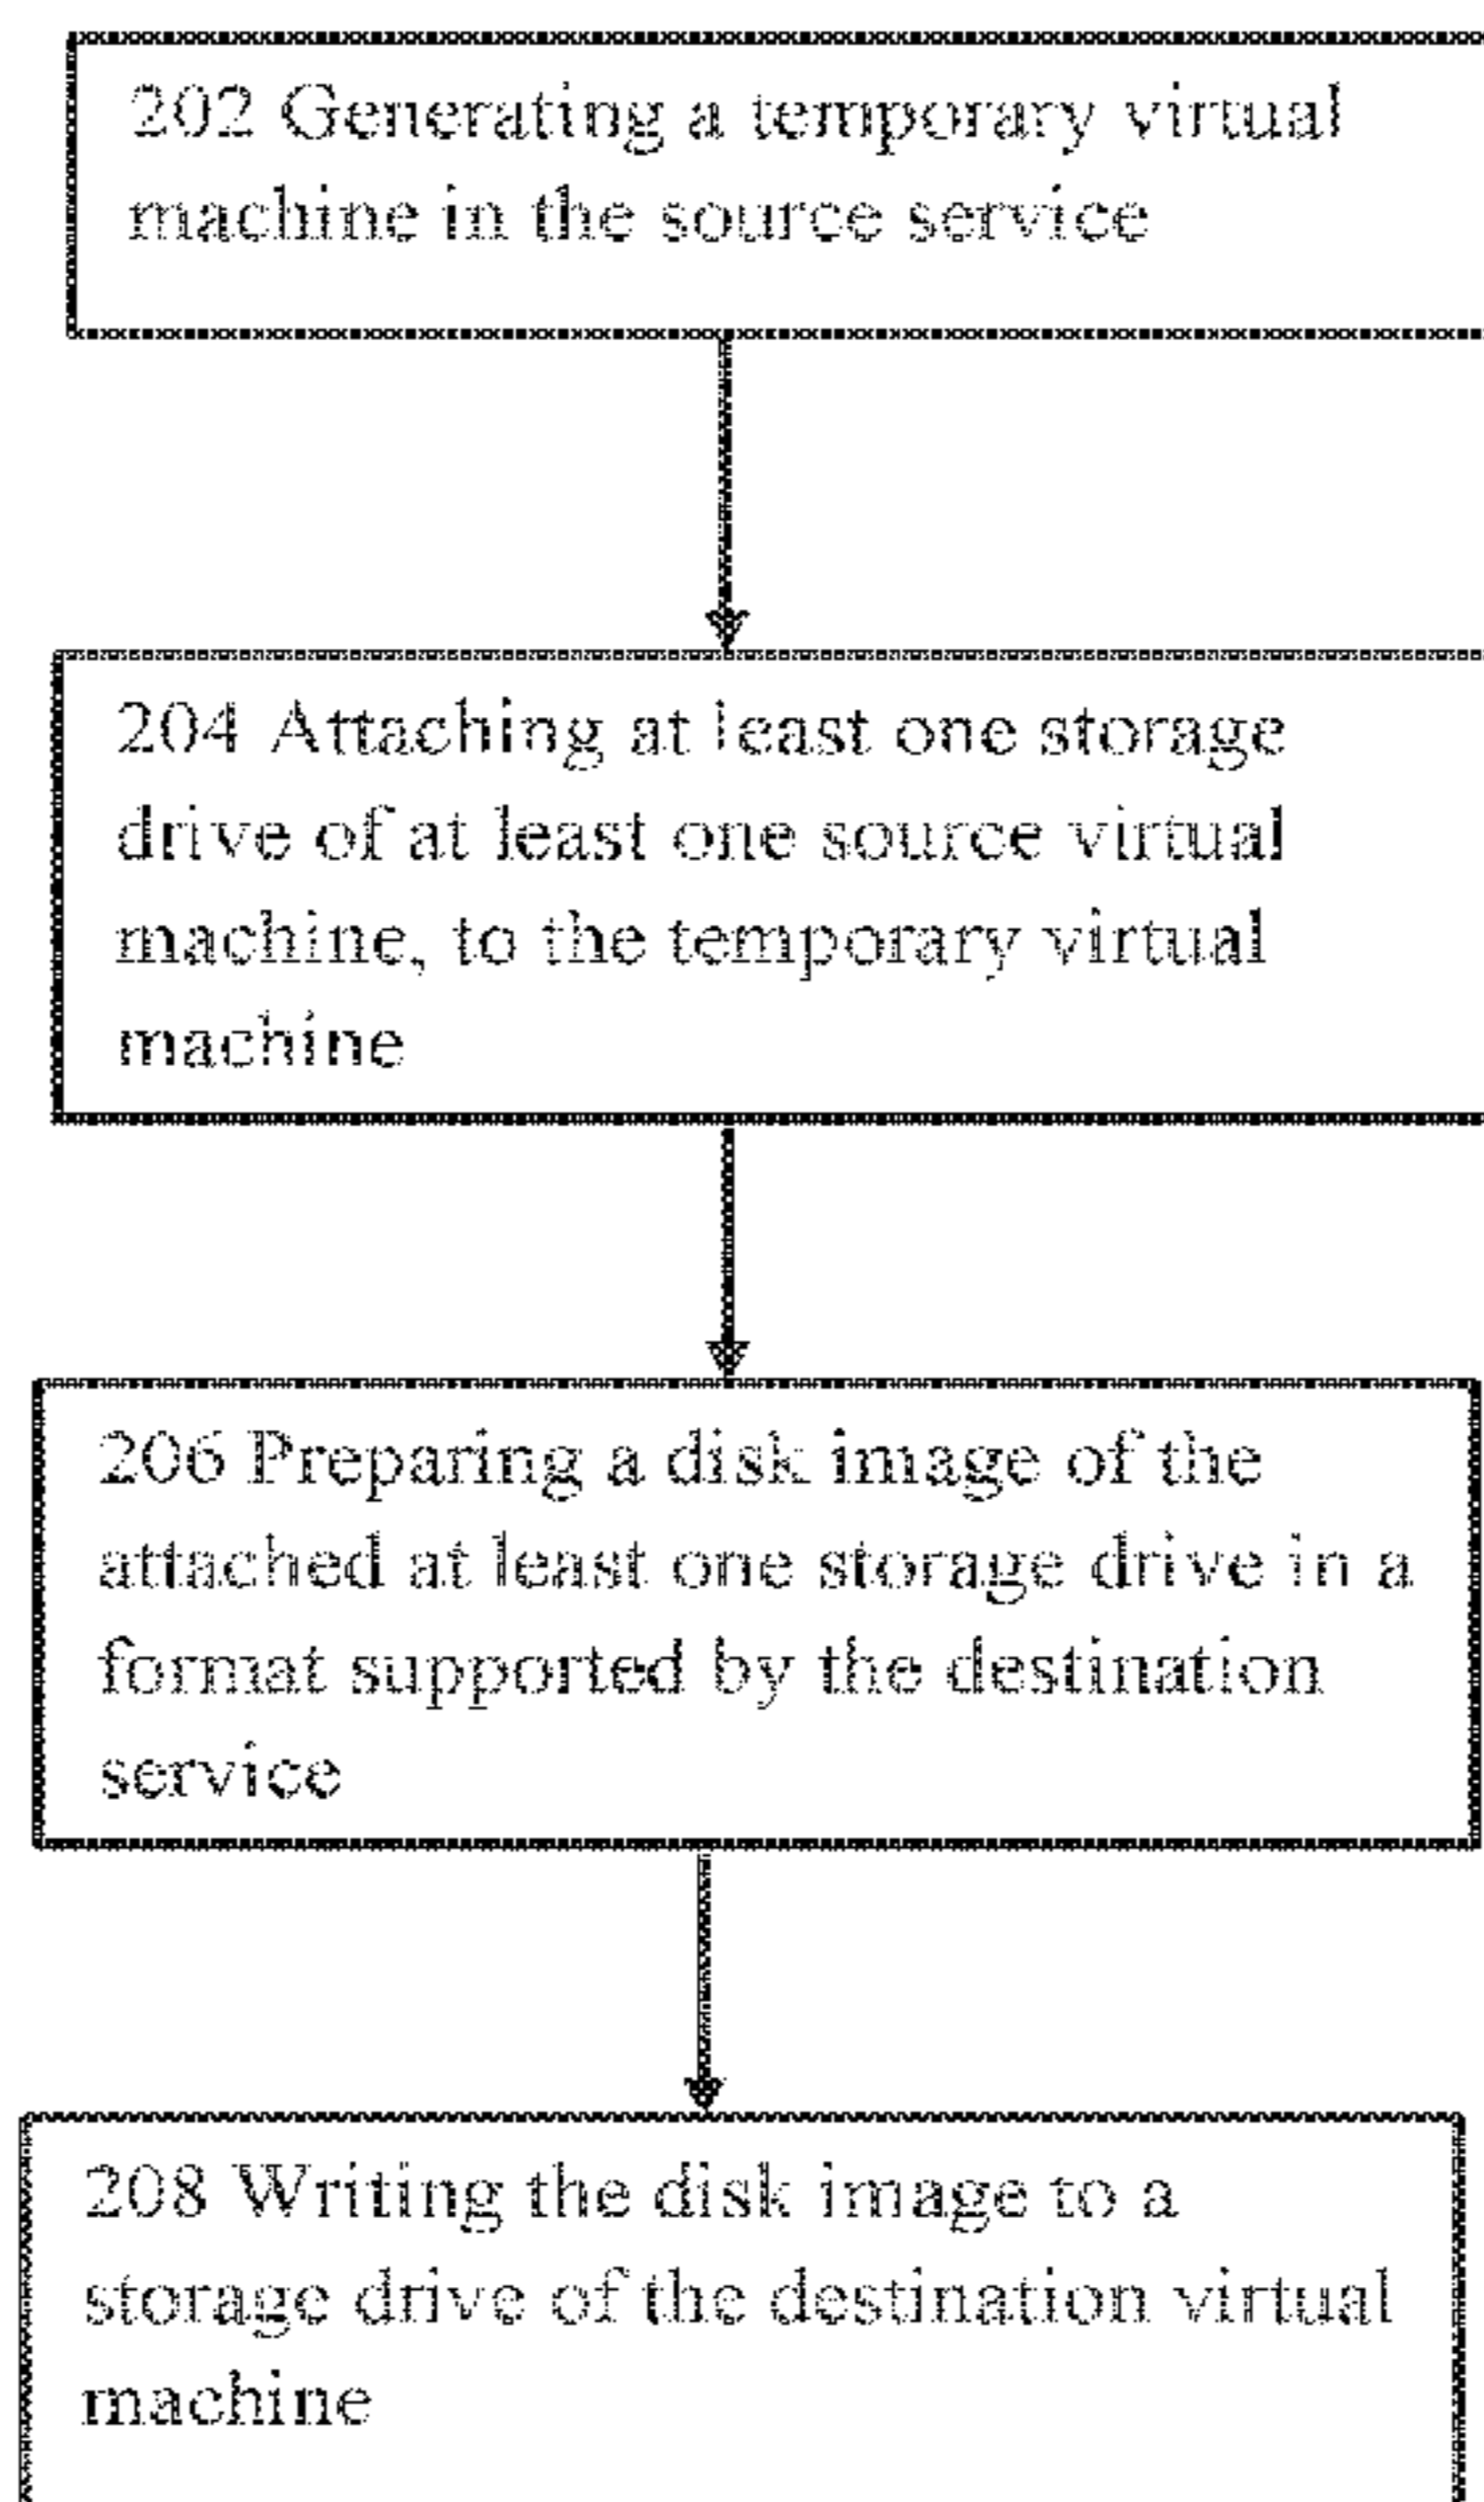 202 Generating a temporary virtual
machine in the source service
204 Attaching at least one storage
drive of at least one source virtual
machine, to the temporary virtual
machine
206 Preparing a disk image of the
attached at least one storage drive in a
format supported by the destination
service
208 Writing the disk image to a
storage drive of the destination virtual
machine